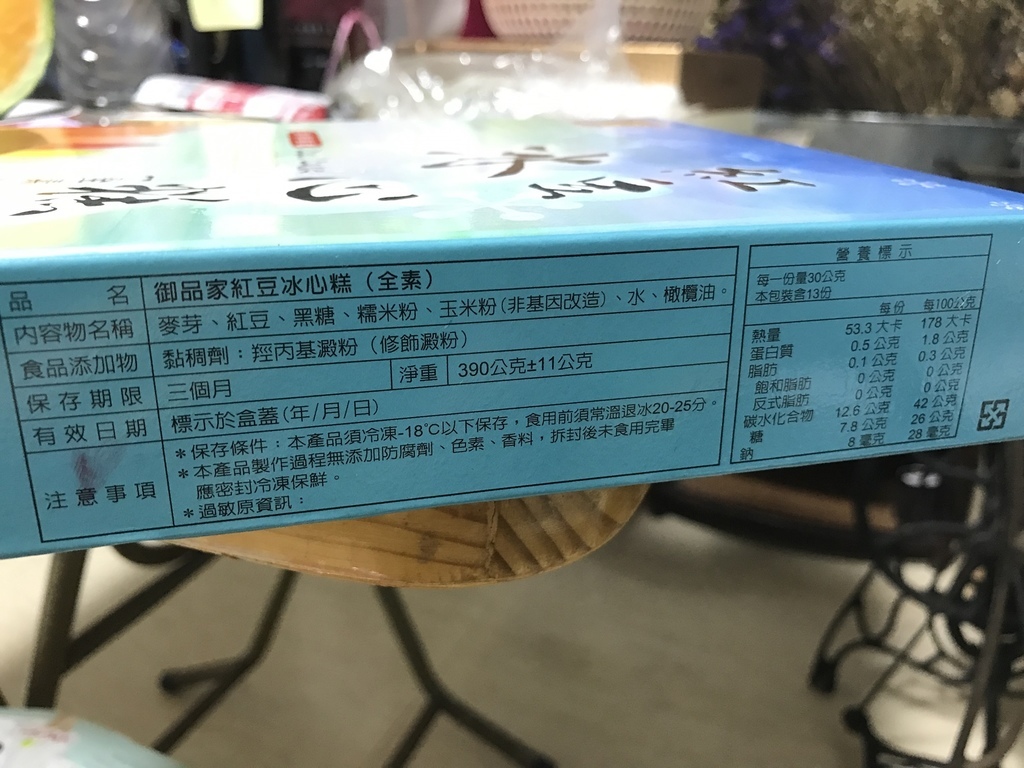 冰
心
品 名 御品家紅豆冰心糕（全素）
內容物名稱 麥芽、紅豆、黑糖、糯米粉、玉米粉(非基因改造)、水、橄欖油。
食品添加物 黏稠劑：羥丙基澱粉（修飾澱粉）
保存期限 三個月 淨重 390公克±11公克
有效日期 標示於盒蓋(年/月/日)
注意事項
＊保存條件：本產品須冷凍-18℃以下保存，食用前須常溫退冰20-25分。
＊本產品製作過程無添加防腐劑、色素、香料，拆封後未食用完畢
應密封冷凍保鮮。
＊過敏原資訊：
營養標示
每一份量30公克
本包裝含13份
每份 每100公克
熱量 53.3 大卡 178 大卡
蛋白質 0.5 公克 1.8 公克
脂肪 0.1 公克 0.3 公克
飽和脂肪 0 公克 0 公克
反式脂肪 0 公克 0 公克
碳水化合物 12.6 公克 42 公克
糖 7.8 公克 26 公克
鈉 8 毫克 28 毫克